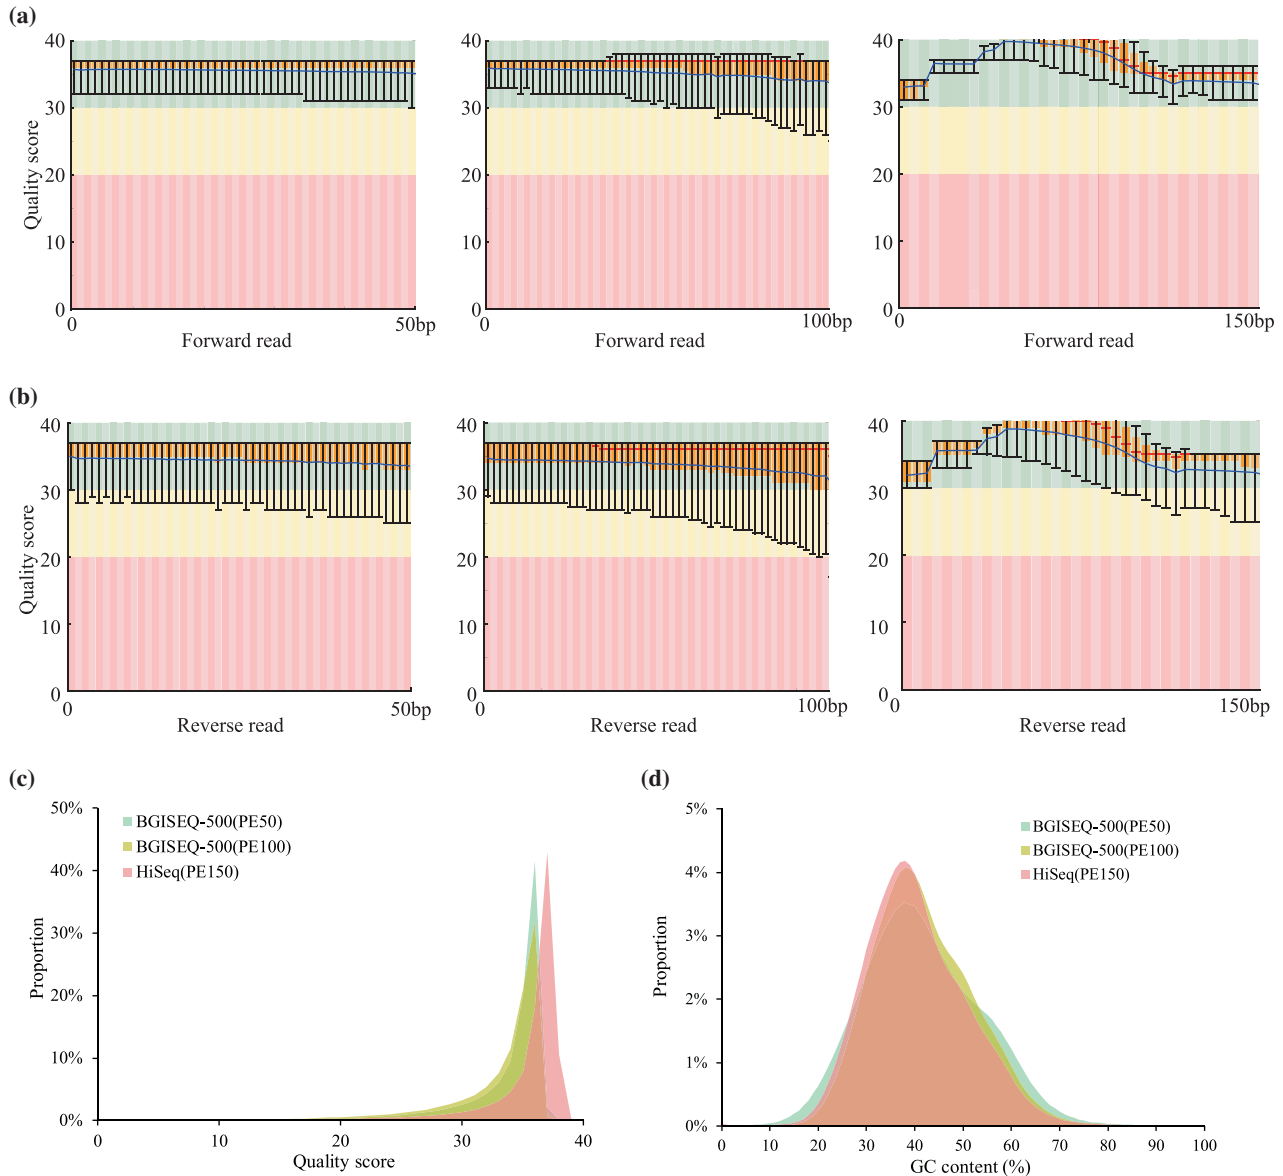 (a)
Quality score
40
30
20
10
0
0
50bp
Forward read
40
30
20
10
0
0
100bp
Forward read
40
30
20
10
0
0
150bp
Forward read
(b)
Quality score
40
30
20
10
0
0
50bp
Reverse read
40
30
20
10
0
0
100bp
Reverse read
40
30
20
10
0
0
150bp
Reverse read
(c)
Proportion
50%
40%
30%
20%
10%
0%
BGISEQ-500(PE50)
BGISEQ-500(PE100)
HiSeq(PE150)
0
20
30
40
Quality score
(d)
Proportion
5%
4%
3%
2%
1%
0%
BGISEQ-500(PE50)
BGISEQ-500(PE100)
HiSeq(PE150)
0 10 20 30 40 50 60 70 80 90 100
GC content (%)